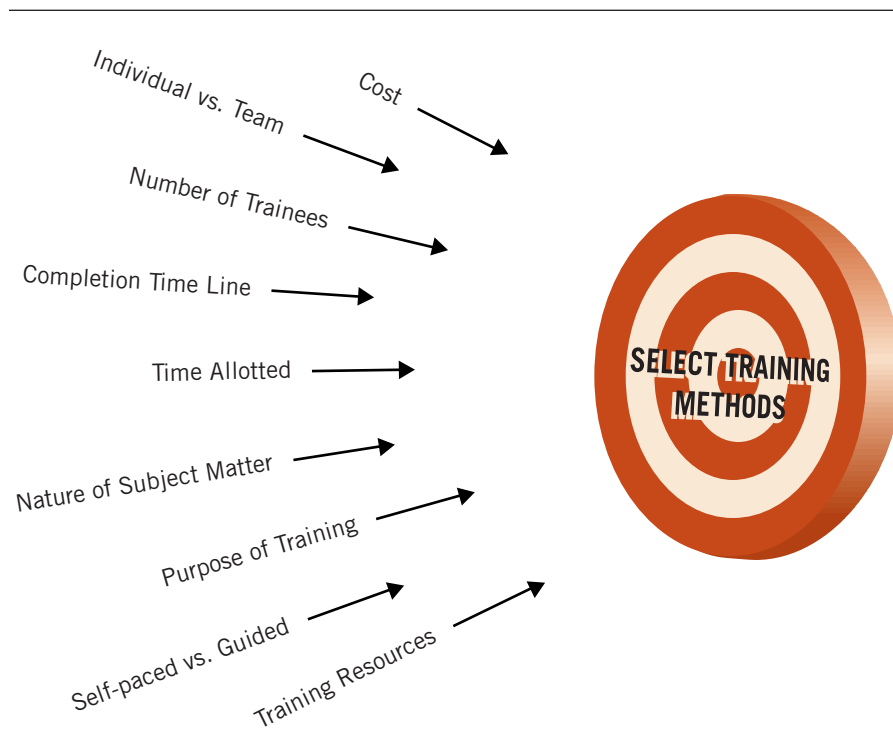 Cost
Individual vs. Team
Number of Trainees
Completion Time Line
Time Allotted
Nature of Subject Matter
Purpose of Training
Self-paced vs. Guided
Training Resources
SELECT TRAINING
METHODS